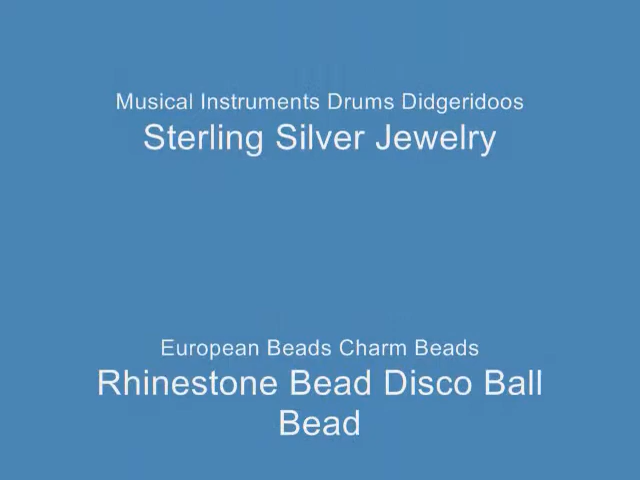 Musical Instruments Drums Didgeridoos
Sterling Silver Jewelry
European Beads Charm Beads
Rhinestone Bead Disco Ball
Bead